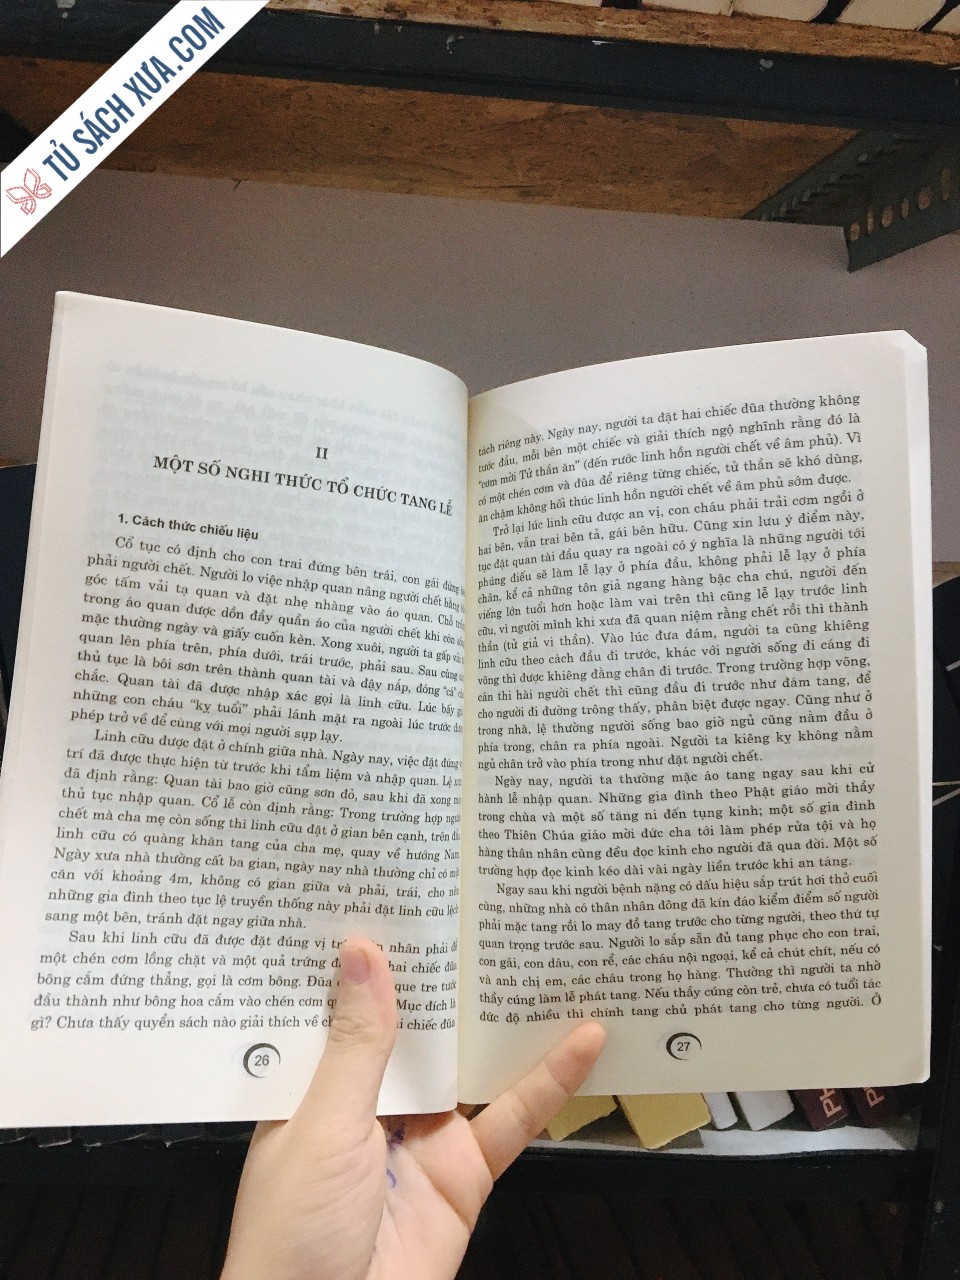 TỦ SÁCH XƯA.COM
II
MỘT SỐ NGHI THỨC TỔ CHỨC TANG LỄ
1. Cách thức chiếu liệu
Cổ tục có định cho con trai đứng bên trái, con gái đứng
phải người chết. Người lo việc nhập quan nâng người chết bằng
góc tấm vải tạ quan và đặt nhẹ nhàng vào áo quan. Chỗ
trong áo quan được dồn đầy quần áo của người chết khi còn
mặc thường ngày và giấy cuốn kèn. Xong xuôi, người ta gấp
quan lên phía trên, phía dưới, trái trước, phải sau. Sau cùng
thủ tục là bôi sơn trên thành quan tài và đậy nắp, đóng "cá"
chắc. Quan tài đã được nhập xác gọi là linh cữu. Lúc bấy
những con cháu "kỵ tuổi" phải lánh mặt ra ngoài lúc trước
phép trở về để cùng với mọi người sụp lạy.
Linh cữu được đặt ở chính giữa nhà. Ngày nay, việc đặt đúng
trí đã được thực hiện từ trước khi tẩm liệm và nhập quan. Lệ
đã định rằng: Quan tài bao giờ cũng sơn đỏ, sau khi đã xong
thủ tục nhập quan. Cổ lễ còn định rằng: Trong trường hợp người
chết mà cha mẹ còn sống thì linh cữu đặt ở gian bên cạnh, trên
linh cữu có quàng khăn tang của cha mẹ, quay về hướng Nam.
Ngày xưa nhà thường cất ba gian, ngày nay nhà thường chỉ có
căn với khoảng 4m, không có gian giữa và phải, trái, cho nên
những gia đình theo tục lệ truyền thống này phải đặt linh cữu lệch
sang một bên, tránh đặt ngay giữa nhà.
Sau khi linh cữu đã được đặt đúng vị nhân phải
một chén cơm lồng chặt và một quả trứng hai chiếc đũa
bông cắm đứng thẳng, gọi là cơm bông. Đũa que tre tước
đầu thành như bông hoa cắm vào chén cơm Mục đích là
gì? Chưa thấy quyển sách nào giải thích về chiếc đũa
26
tách riêng này. Ngày nay, người ta đặt hai chiếc đũa thường không
tước đầu, mỗi bên một chiếc và giải thích ngộ nghĩnh rằng đó là
"cơm mời Tử thần ăn" (đến rước linh hồn người chết về âm phủ). Vì
có một chén cơm và đũa để riêng từng chiếc, tử thần sẽ khó dùng,
ăn chậm không hối thúc linh hồn người chết về âm phủ sớm được.
Trở lại lúc linh cữu được an vị, con cháu phải trải cơm ngồi ở
hai bên, vẫn trai bên tả, gái bên hữu. Cũng xin lưu ý điểm này,
tục đặt quan tài đầu quay ra ngoài có ý nghĩa là những người tới
phúng điếu sẽ làm lễ lạy ở phía đầu, không phải lễ lạy ở phía
chân, kể cả những tôn giả ngang hàng bậc cha chú, người đến
viếng lớn tuổi hơn hoặc làm vai trên thì cũng lễ lạy trước linh
cữu, vì người mình khi xưa đã quan niệm rằng chết rồi thì thành
thần (tử giả vi thần). Vào lúc đưa đám, người ta cũng khiêng
linh cữu theo cách đầu đi trước, khác với người sống đi cáng đi
võng thì được khiêng đằng chân đi trước. Trong trường hợp võng,
cán thi hài người chết thì cũng đầu đi trước như đám tang, để
cho người đi đường trông thấy, phân biệt được ngay. Cũng như ở
trong nhà, lệ thường người sống bao giờ ngủ cũng nằm đầu ở
phía trong, chân ra phía ngoài. Người ta kiêng kỵ không nằm
ngủ chân trở vào phía trong như đặt người chết.
Ngày nay, người ta thường mặc áo tang ngay sau khi cử
hành lễ nhập quan. Những gia đình theo Phật giáo mời thầy
trong chùa và một số tăng ni đến tụng kinh; một số gia đình
theo Thiên Chúa giáo mời đức cha tới làm phép rửa tội và họ
hàng thân nhân cùng đều đọc kinh cho người đã qua đời. Một số
trường hợp đọc kinh kéo dài vài ngày liền trước khi an táng.
Ngay sau khi người bệnh nặng có dấu hiệu sắp trút hơi thở cuối
cùng, những nhà có thân nhân đông đã kín đáo kiểm điểm số người
phải mặc tang rồi lo may đồ tang trước cho từng người, theo thứ tự
quan trọng trước sau. Người lo sắp sẵn đủ tang phục cho con trai,
con gái, con dâu, con rể, các cháu nội ngoại, kể cả chút chít, nếu có
và anh chị em, các cháu trong họ hàng. Thường thì người ta nhờ
thầy cúng làm lễ phát tang. Nếu thầy cúng còn trẻ, chưa có tuổi tác
đức độ nhiều thì chính tang chủ phát tang cho từng người. Ở
27